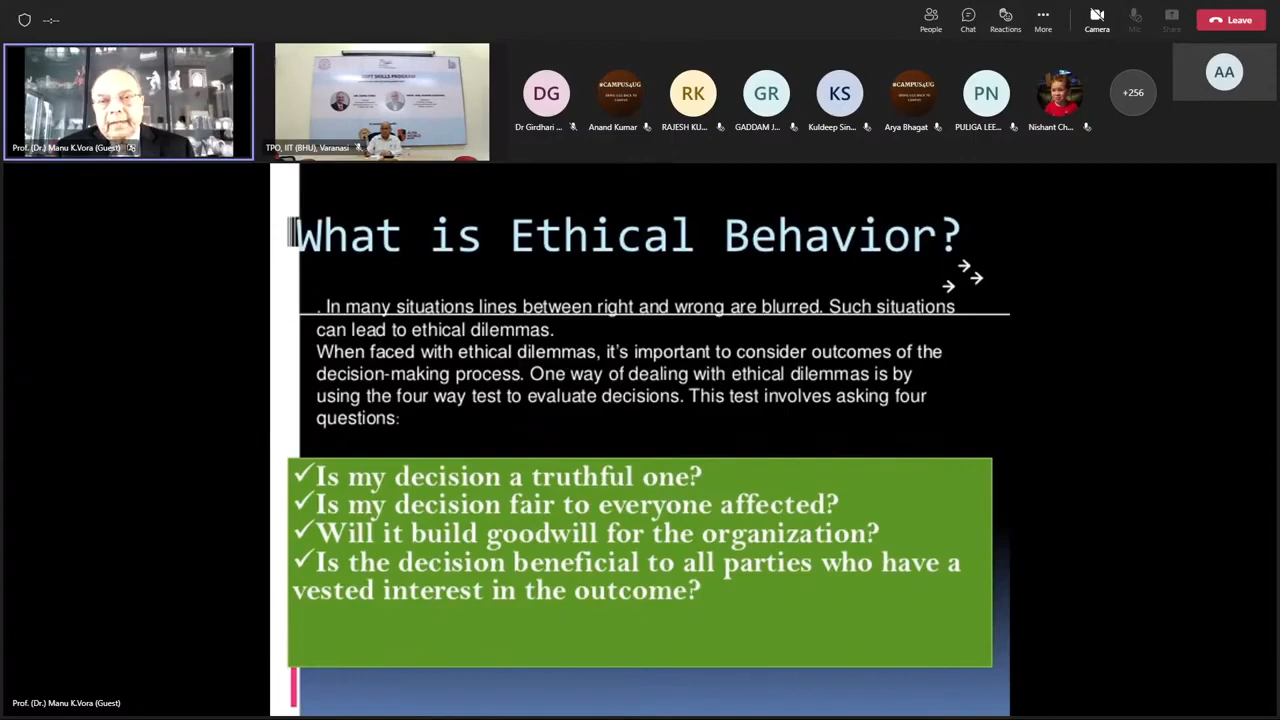 --:--
People
Chat
Reactions
More
Camera
Mic
Share
Leave
Prof. (Dr.) Manu K.Vora (Guest)
SOFT SKILLS PROGRAM
TPO, IIT (BHU), Varanasi
DG
Dr Girdhari ...
#CAMPUS4UG
Anand Kumar
RK
RAJESH KU...
GR
GADDAM J...
KS
Kuldeep Sin...
#CAMPUS4UG
Arya Bhagat
PN
PULIGA LEE...
Nishant Ch...
+256
AA
What is Ethical Behavior?
. In many situations lines between right and wrong are blurred. Such situations
can lead to ethical dilemmas.
When faced with ethical dilemmas, it's important to consider outcomes of the
decision-making process. One way of dealing with ethical dilemmas is by
using the four way test to evaluate decisions. This test involves asking four
questions:
✓Is my decision a truthful one?
✓Is my decision fair to everyone affected?
✓Will it build goodwill for the organization?
✓Is the decision beneficial to all parties who have a
vested interest in the outcome?
Prof. (Dr.) Manu K.Vora (Guest)